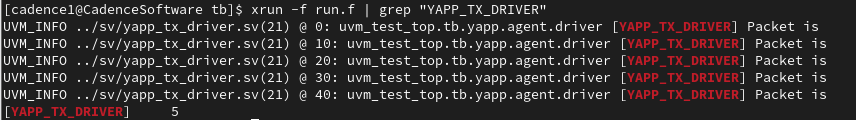 [cadence1@CadenceSoftware tb]$ xrun -f run.f | grep "YAPP_TX_DRIVER"
UVM_INFO ../sv/yapp_tx_driver.sv(21) @ 0: uvm_test_top.tb.yapp.agent.driver [YAPP_TX_DRIVER] Packet is
UVM_INFO ../sv/yapp_tx_driver.sv(21) @ 10: uvm_test_top.tb.yapp.agent.driver [YAPP_TX_DRIVER] Packet is
UVM_INFO ../sv/yapp_tx_driver.sv(21) @ 20: uvm_test_top.tb.yapp.agent.driver [YAPP_TX_DRIVER] Packet is
UVM_INFO ../sv/yapp_tx_driver.sv(21) @ 30: uvm_test_top.tb.yapp.agent.driver [YAPP_TX_DRIVER] Packet is
UVM_INFO ../sv/yapp_tx_driver.sv(21) @ 40: uvm_test_top.tb.yapp.agent.driver [YAPP_TX_DRIVER] Packet is
[YAPP_TX_DRIVER]     5